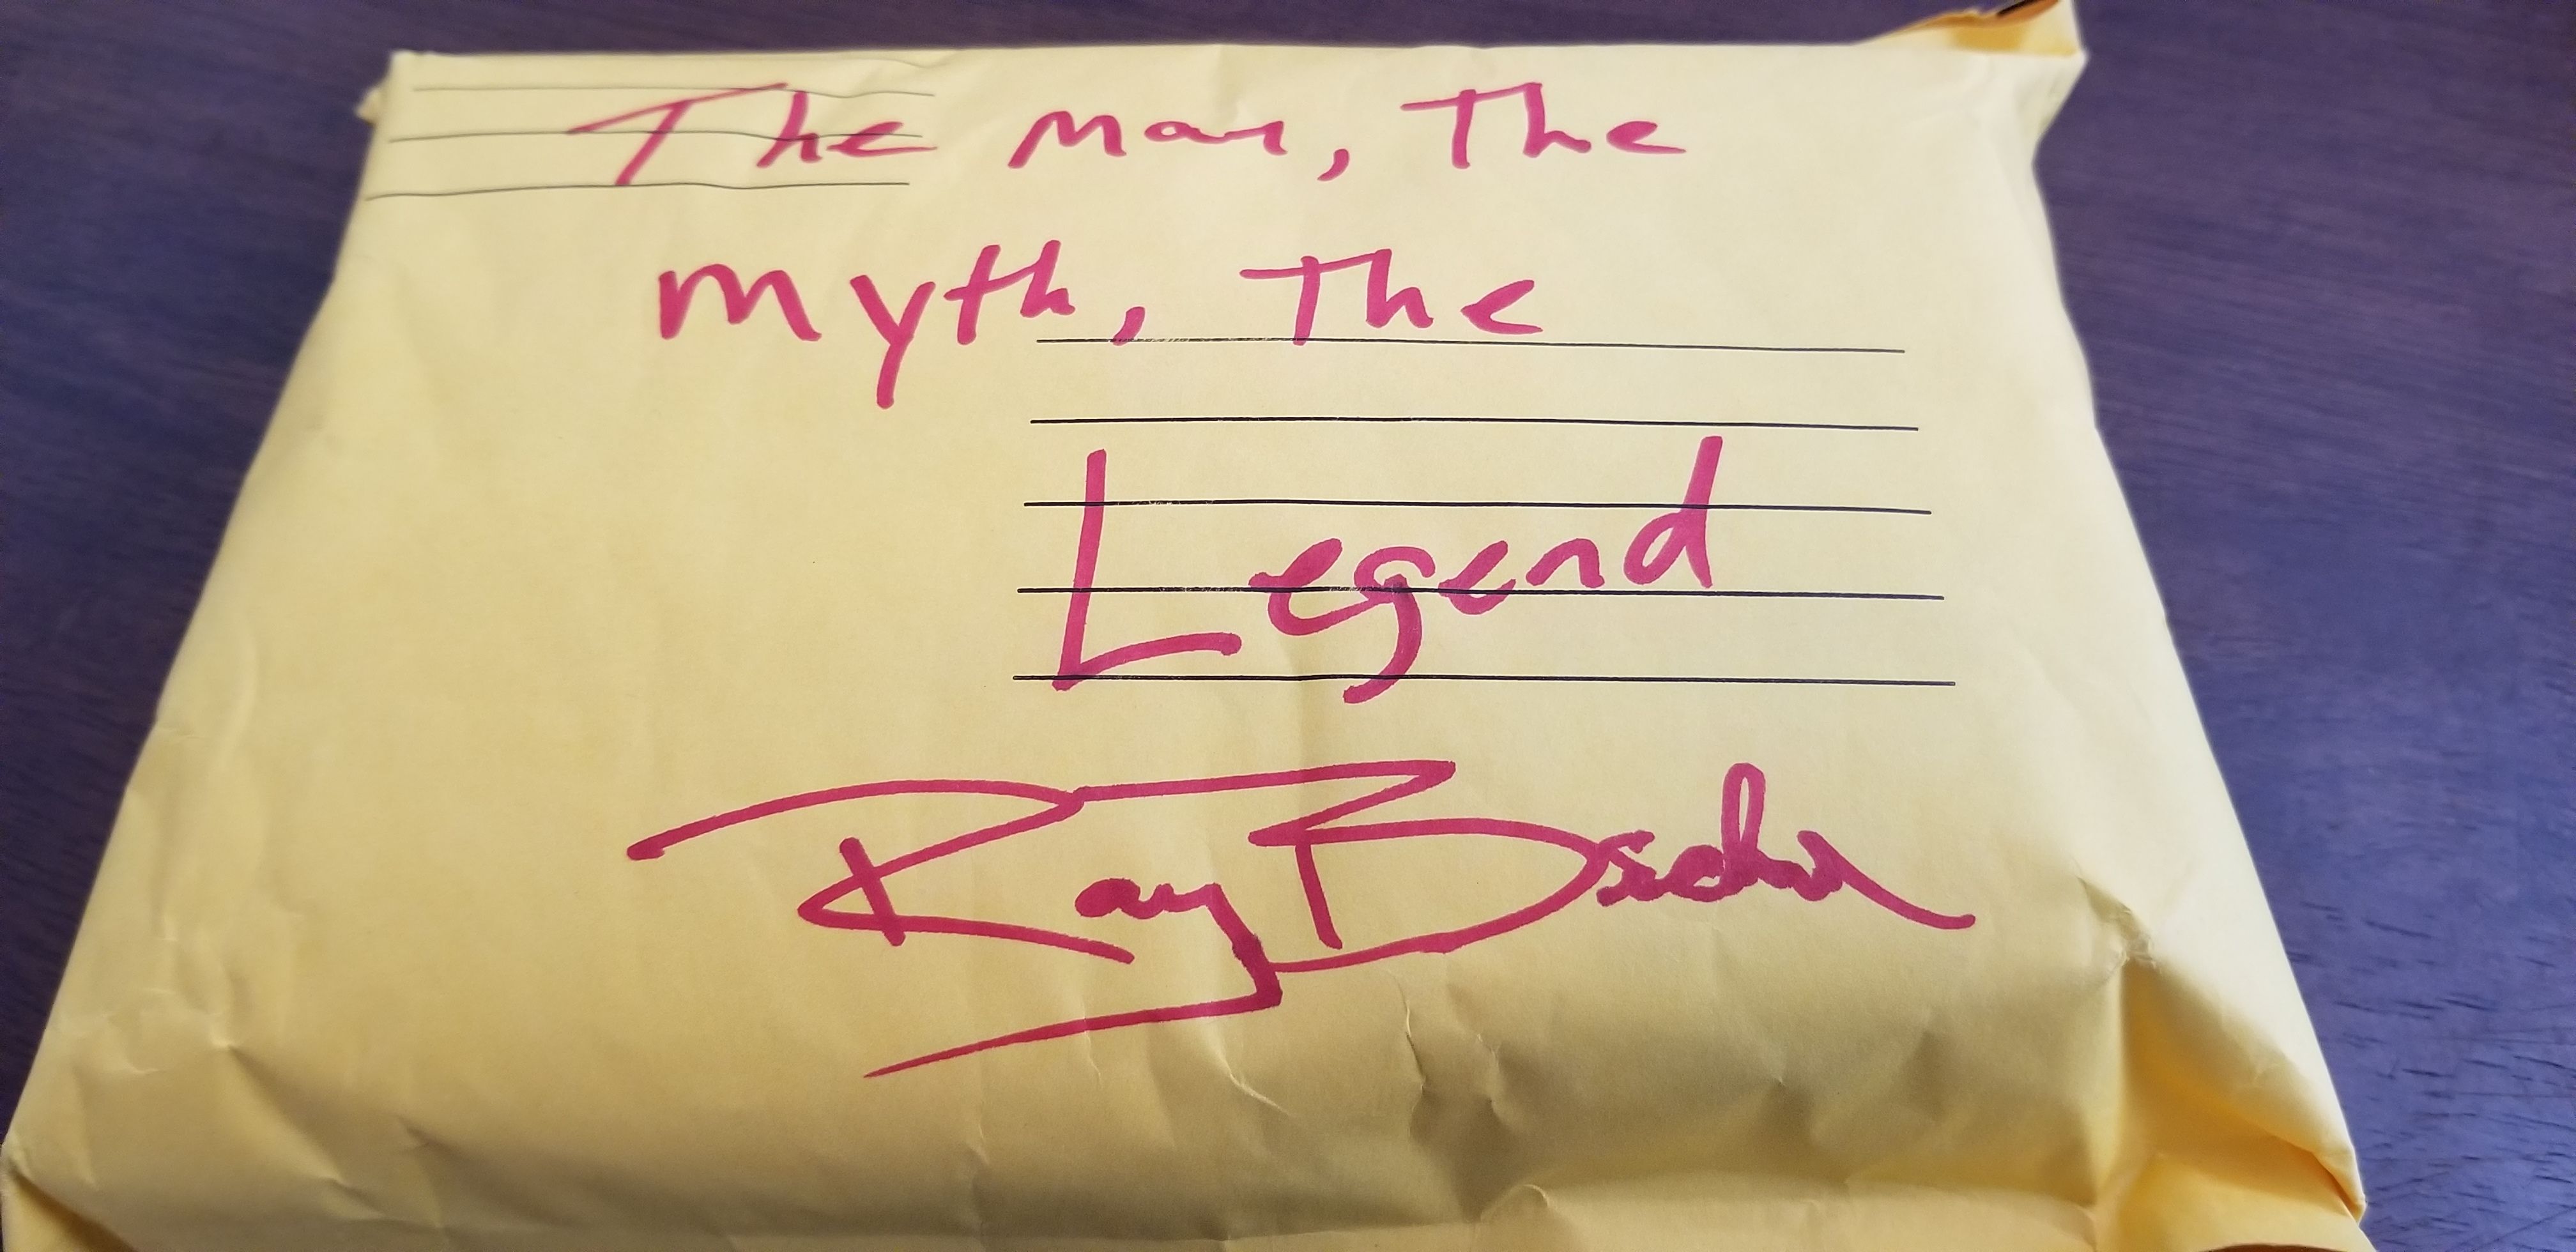 The man, The
myth, The
Legend
Ray